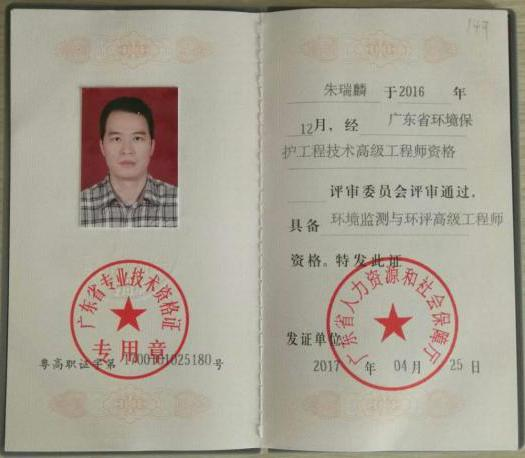 广东省专业技术资格证
专用章
粤高职证字第1700101025180号
149
朱瑞麟 于2016 年
12月，经 广东省环境保
护工程技术高级工程师资格
评审委员会评审通过，
具备 环境监测与环评高级工程师
资格。特发此证
广东省人力资源和社会保障厅
发证单位
2017 年 04月 25 日